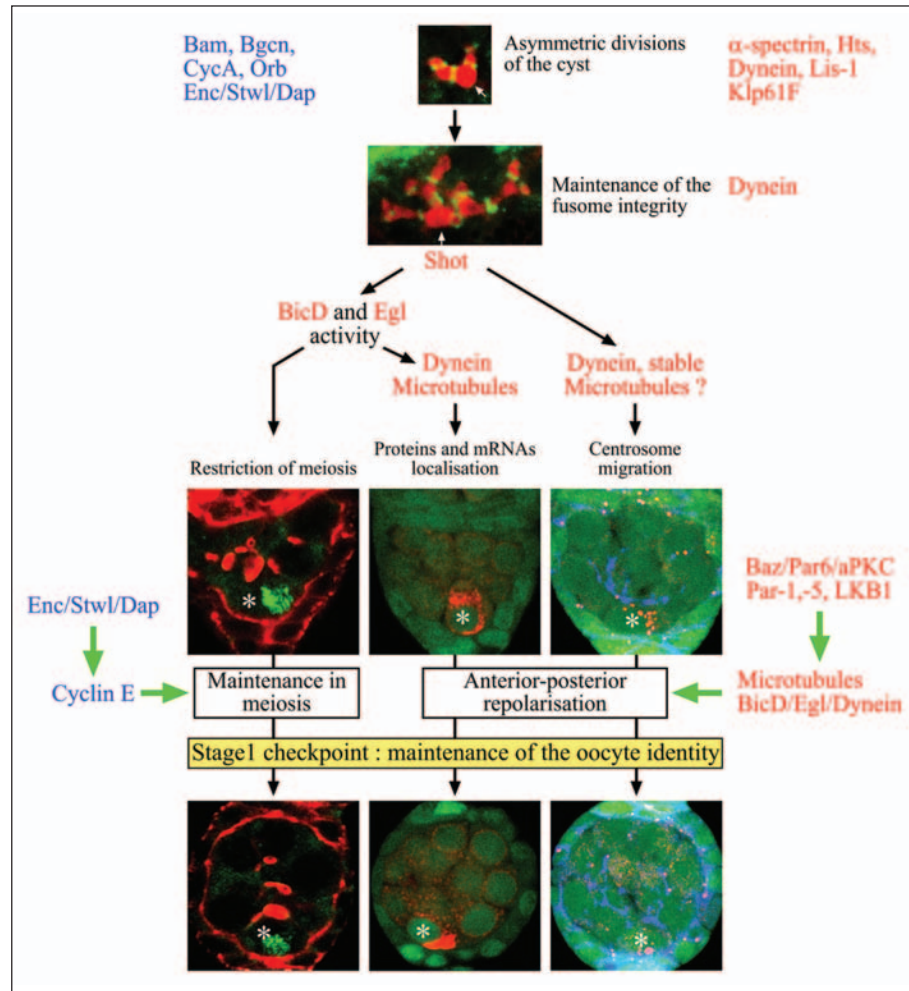 Bam, Bgcn,
CycA, Orb
Enc/Stwl/Dap
Asymmetric divisions
of the cyst
α-spectrin, Hts,
Dynein, Lis-1
Klp61F
Maintenance of the
fusome integrity
Dynein
Shot
BicD and Egl
activity
Dynein
Microtubules
Dynein, stable
Microtubules ?
Restriction of meiosis
Proteins and mRNAs
localisation
Centrosome
migration
*
*
*
Enc/Stwl/Dap
Cyclin E
Baz/Par6/aPKC
Par-1,-5, LKB1
Microtubules
BicD/Egl/Dynein
Maintenance in
meiosis
Anterior-posterior
repolarisation
Stage1 checkpoint : maintenance of the oocyte identity
*
*
*